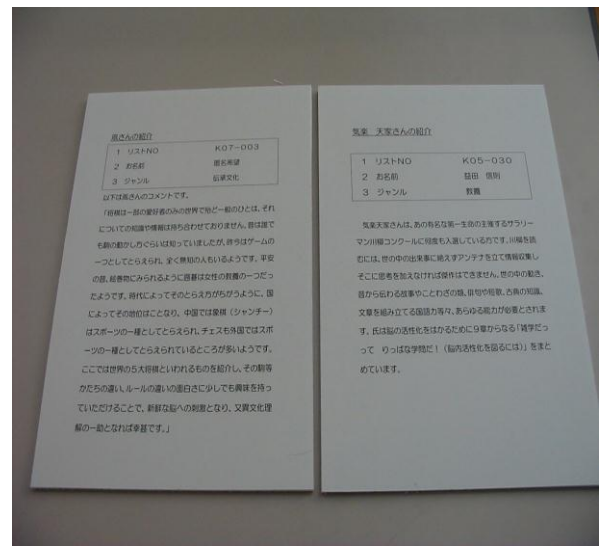 風さんの紹介
1 リストNO K07-003
2 お名前 匿名希望
3 ジャンル 伝承文化
以下は風さんのコメントです。
「将棋は一部の愛好者のみの世界で殆ど一般のひとは、それ
についての知識や情報は持ち合わせておりません。昔は誰で
も駒の動かし方ぐらいは知っていましたが、昨今はゲームの
一つとしてとらえられ、全く無知の人もいるようです。平安
の昔、絵巻物にみられるように囲碁は女性の教養の一つだっ
たようです。時代によってそのとらえ方がちがうように、国
によってその地位はことなり、中国では象棋(シャンチー)
はスポーツの一種としてとらえられ、チェスも外国ではスポ
ーツの一種としてとらえられているところが多いようです。
ここでは世界の5大将棋といわれるものを紹介し、その駒等
かたちの違い、ルールの違いの面白さに少しでも興味を持っ
ていただけることで、新鮮な脳への刺激となり、又異文化理
解の一助となれば幸甚です。」
気楽 天家さんの紹介
1 リストNO K05-030
2 お名前 益田 信則
3 ジャンル 教養
気楽天家さんは、あの有名な第一生命の主催するサラリー
マン川柳コンクールに何度も入選している方です。川柳を読
むには、世の中の出来事に絶えずアンテナを立て情報収集し
そこに思考を加えなければ傑作はできません。世の中の動き、
昔から伝わる故事やことわざの類、俳句や短歌、古典の知識、
文章を組み立てる国語力等々、あらゆる能力が必要とされま
す。氏は脳の活性化をはかるために9章からなる「雑学だっ
って りっぱな学問だ!(脳内活性化を図るには)」をまと
めています。